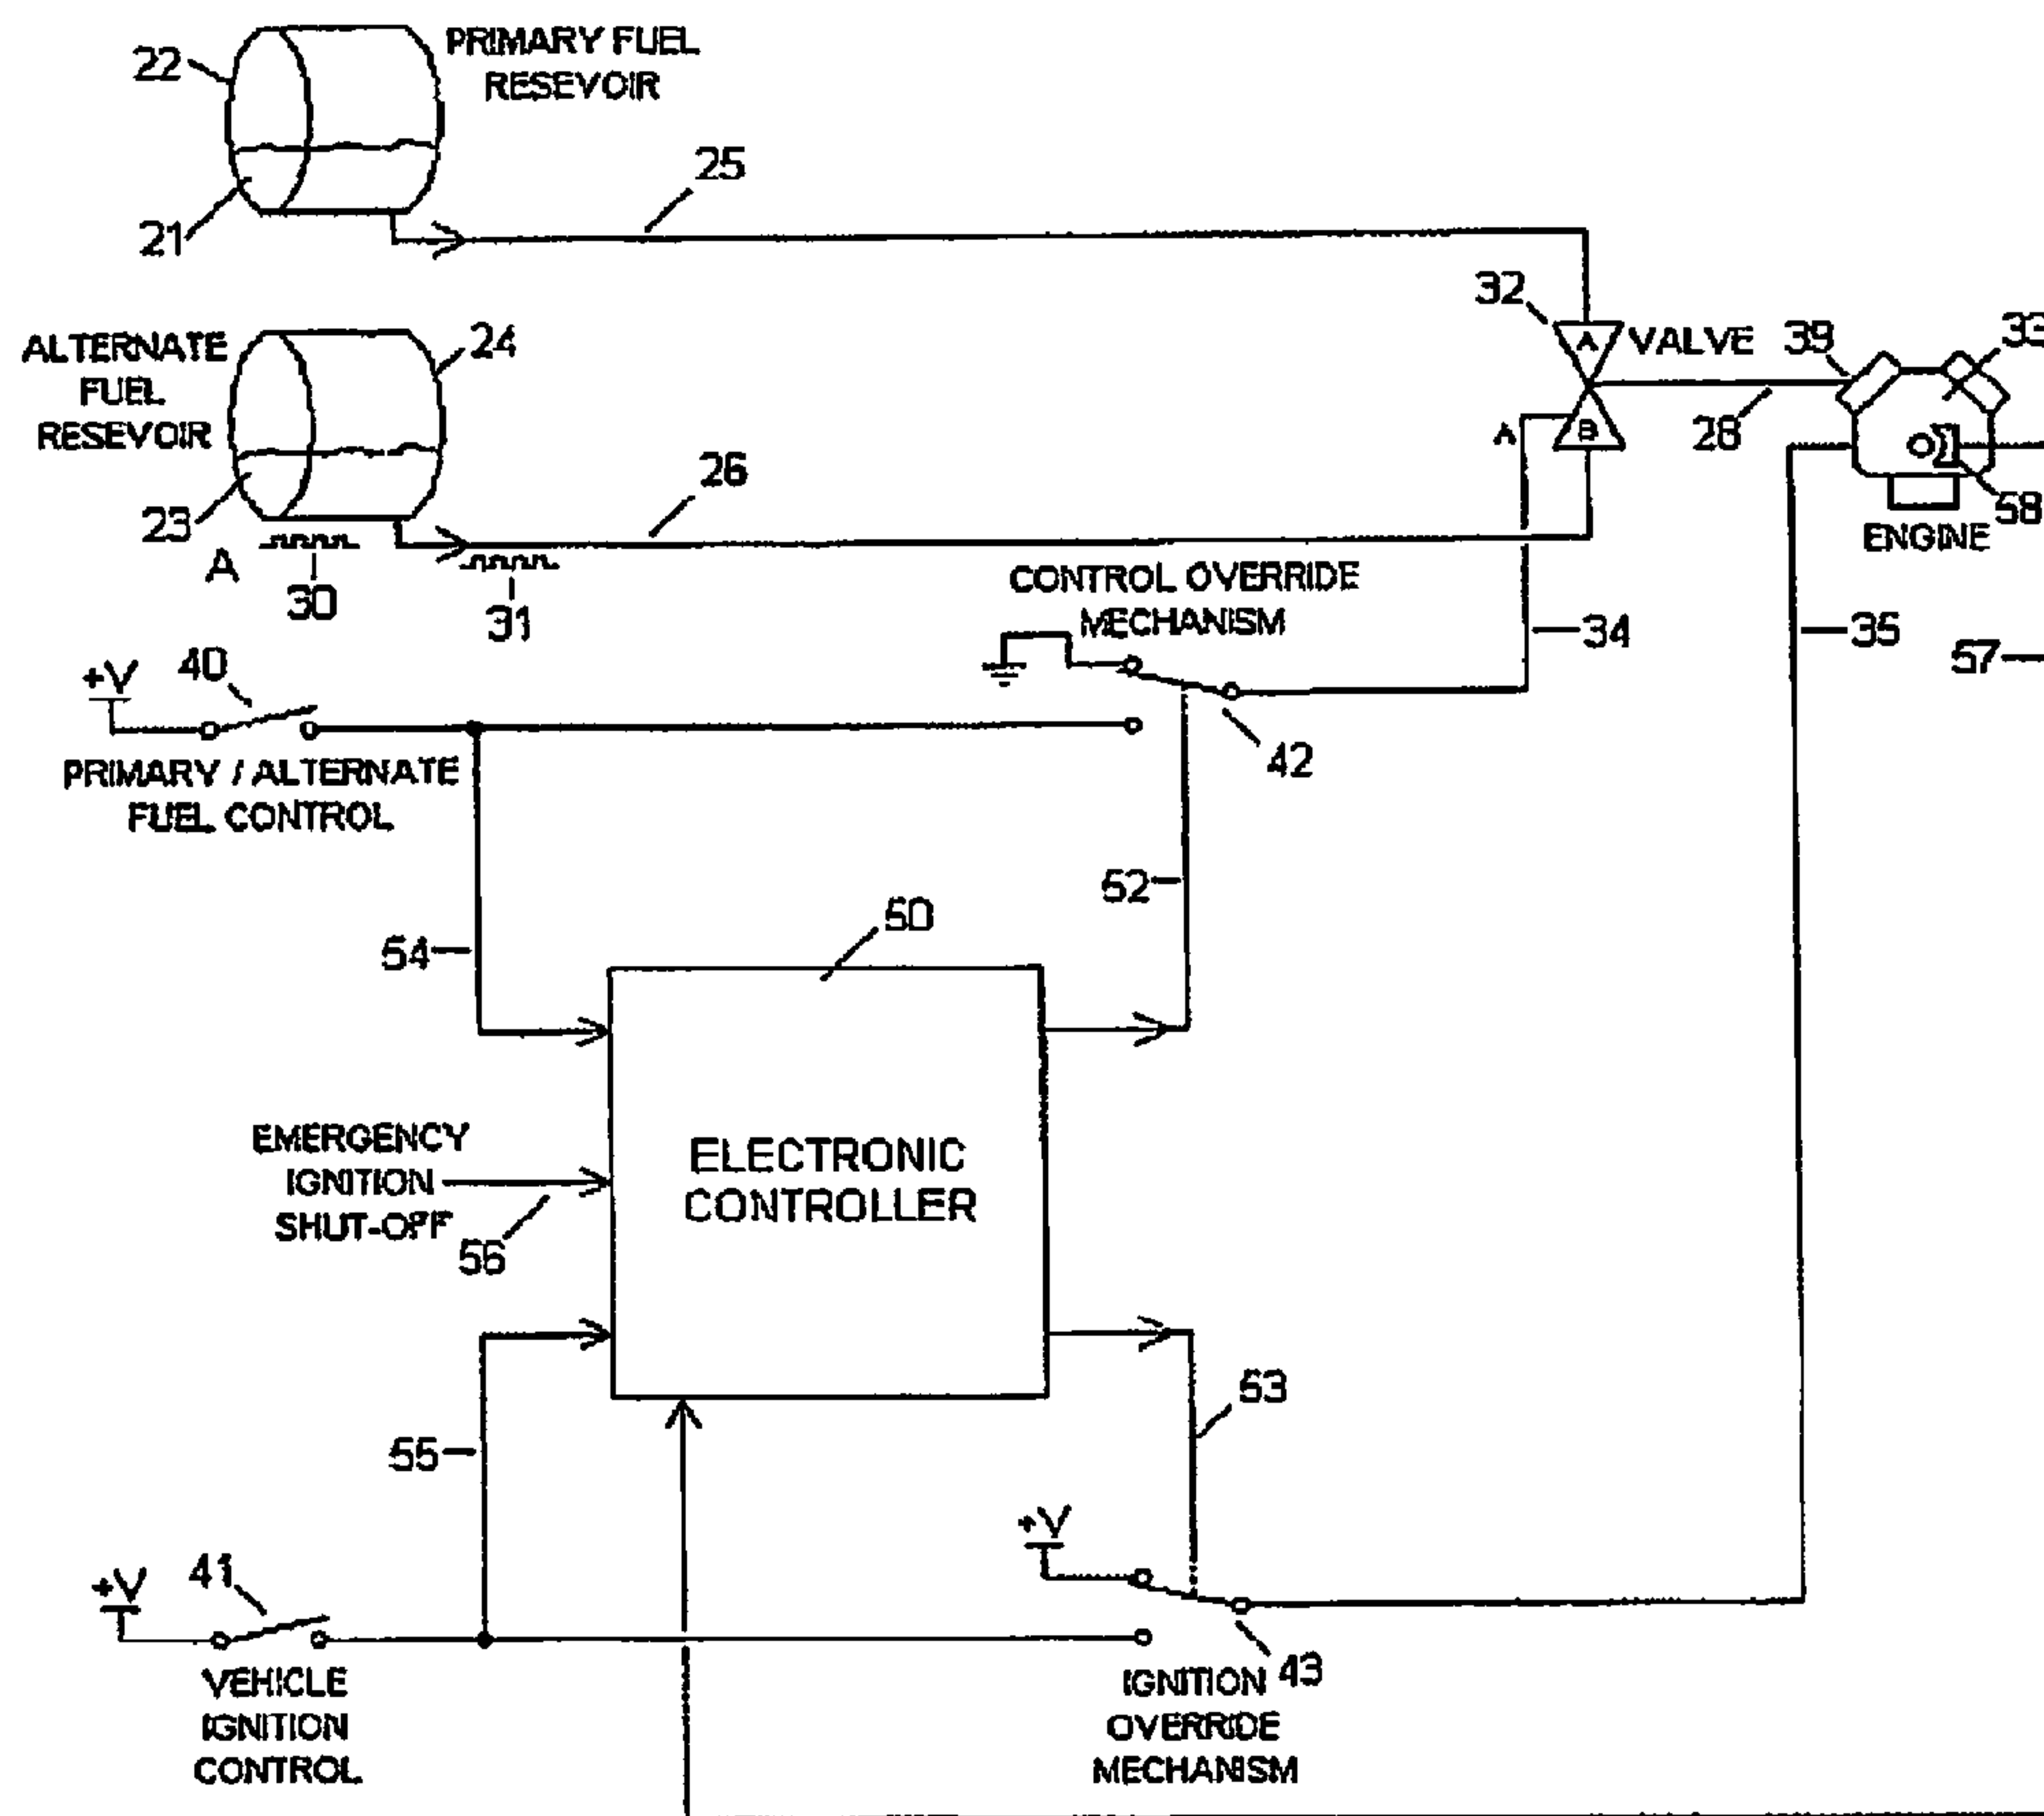 22
PRIMARY FUEL
RESEVOIR
25
21
32
A
VALVE
39
33
ALTERNATE
FUEL
RESEVOIR
24
A
B
28
26
23
58
A
30
31
ENGINE
CONTROL OVERRIDE
MECHANISM
34
35
57
+V
40
42
PRIMARY / ALTERNATE
FUEL CONTROL
52
50
54
EMERGENCY
IGNITION
SHUT-OFF
56
ELECTRONIC
CONTROLLER
53
55
+V
+V
41
VEHICLE
IGNITION
CONTROL
43
IGNITION
OVERRIDE
MECHANISM